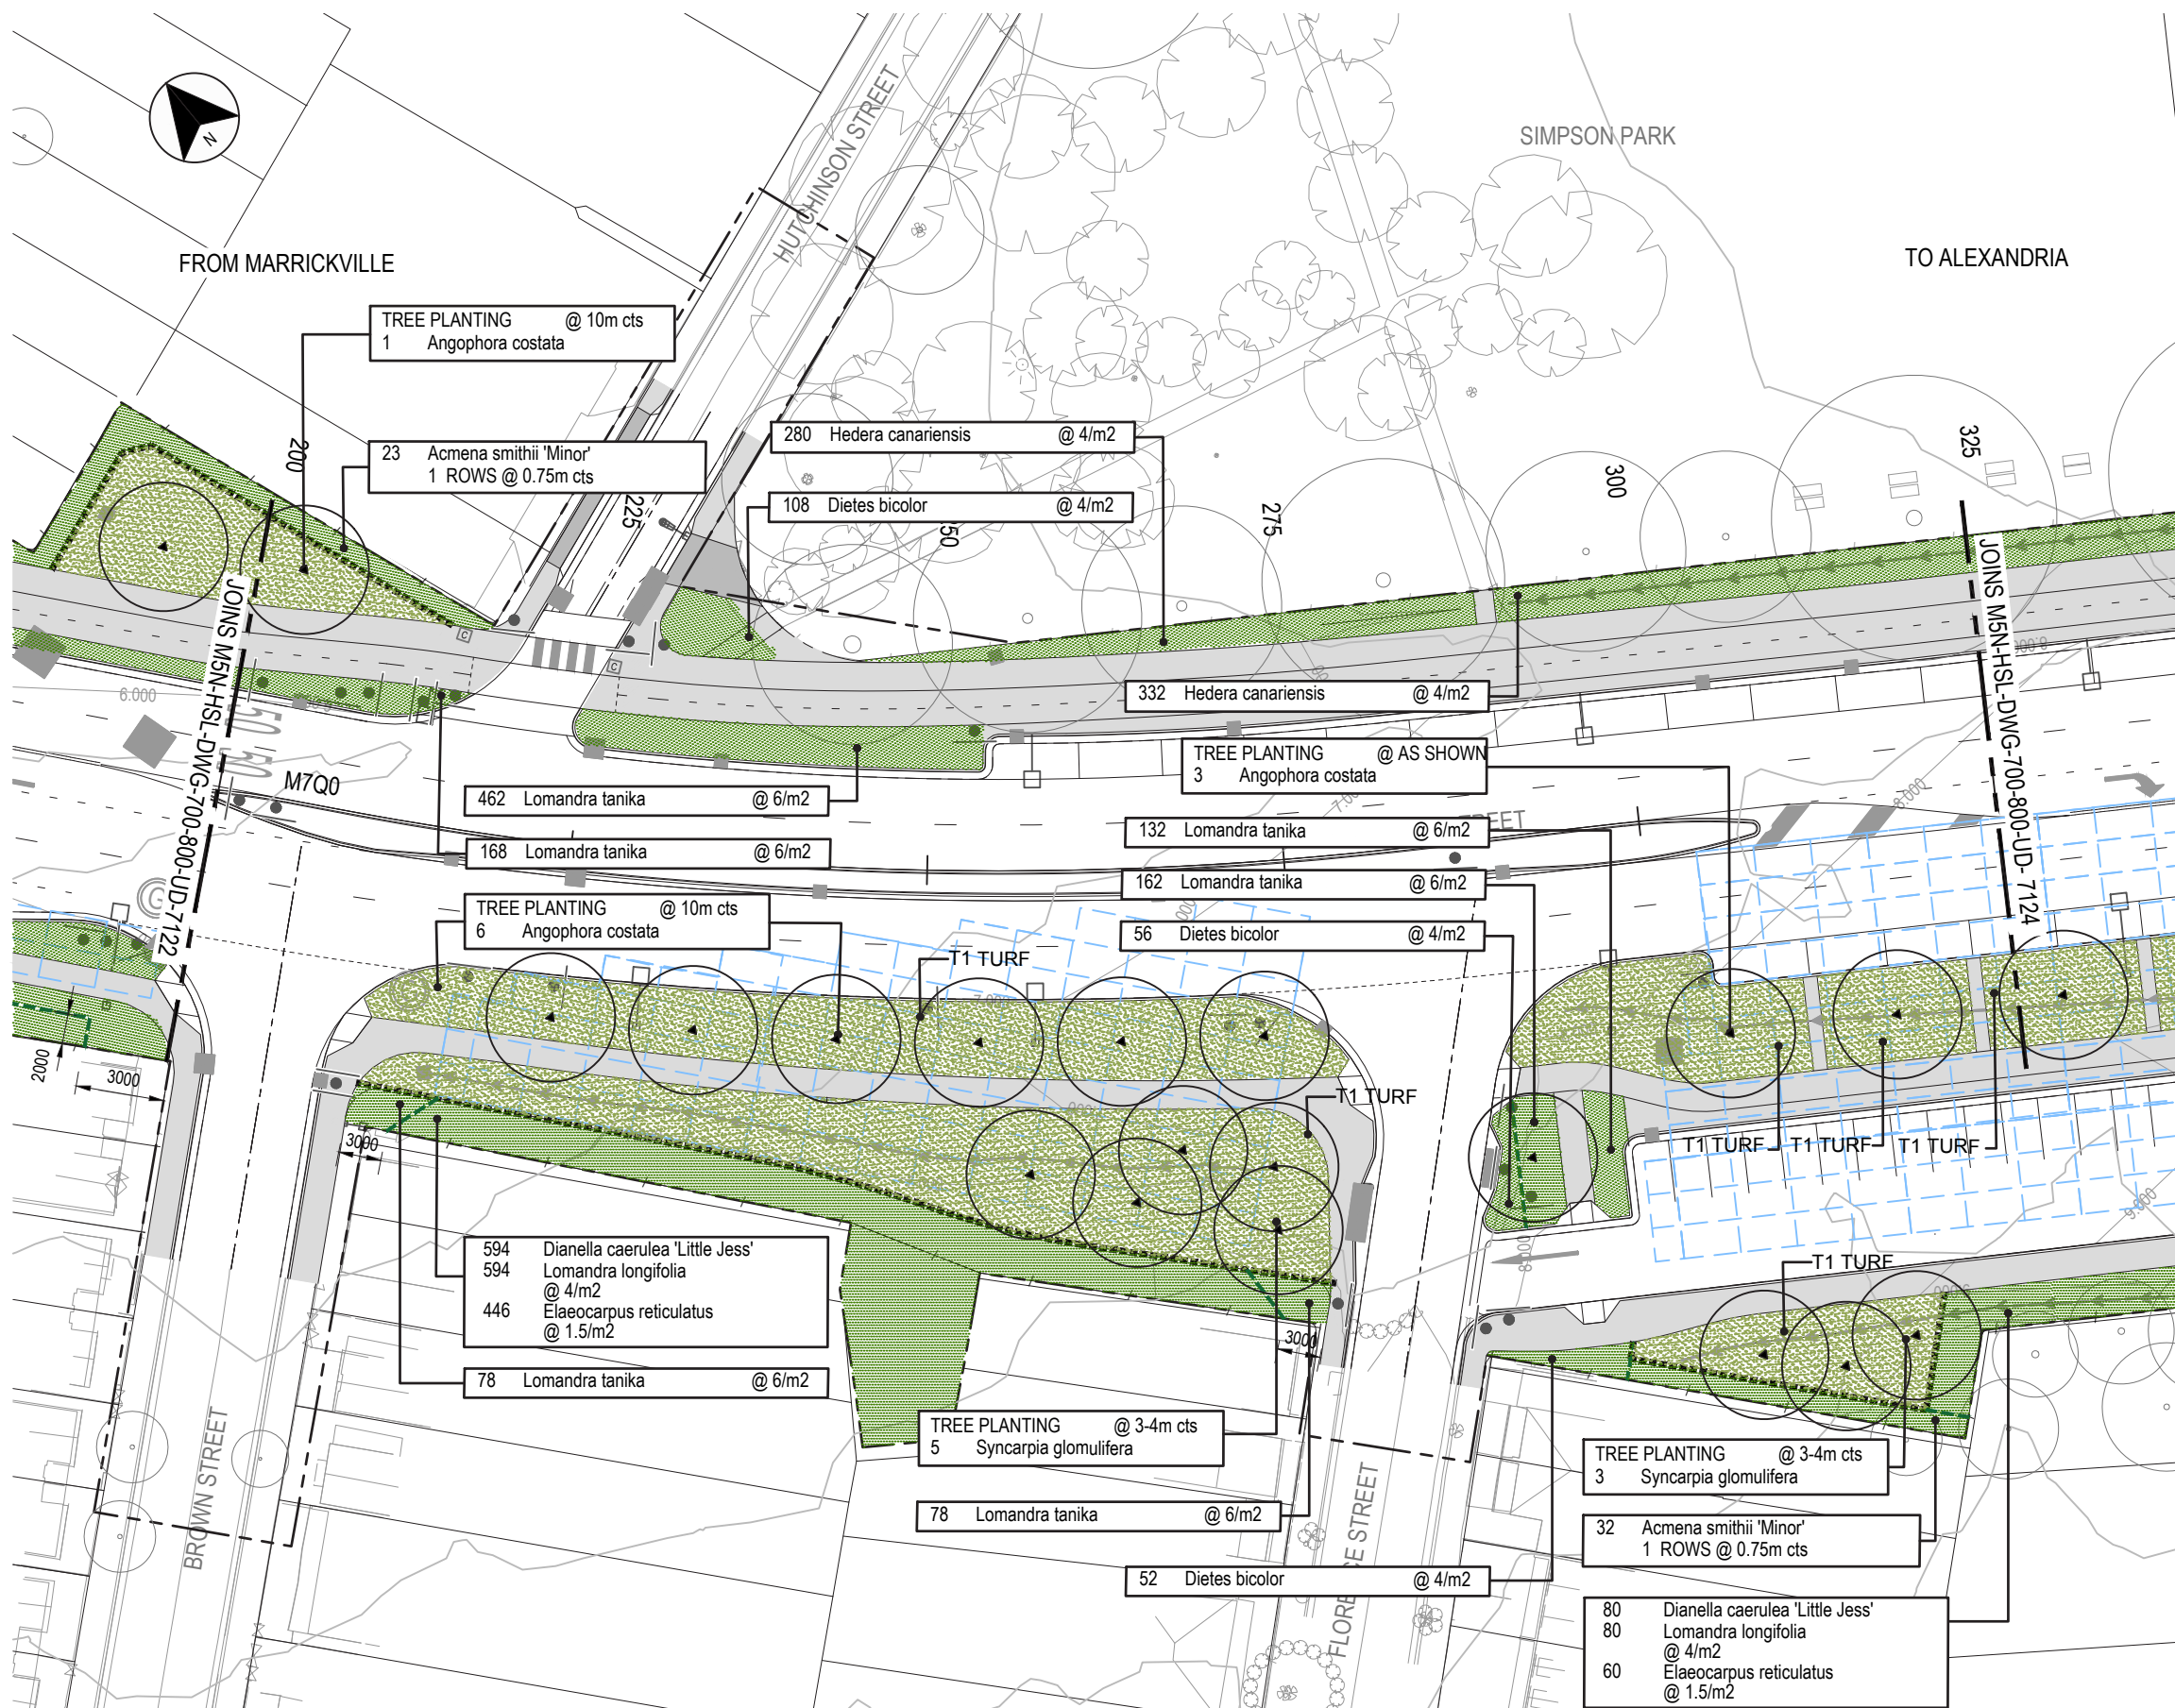 HUTCHINSON STREET
SIMPSON PARK
N
FROM MARRICKVILLE
TO ALEXANDRIA
TREE PLANTING @ 10m cts
1 Angophora costata
200
23 Acmena smithii 'Minor'
1 ROWS @ 0.75m cts
280 Hedera canariensis @ 4/m2
108 Dietes bicolor @ 4/m2
225
50
275
300
325
JOINS M5N-HSL-DWG-700-800-UD-7122
JOINS M5N-HSL-DWG-700-800-UD- 7124
C
C
6.000
332 Hedera canariensis @ 4/m2
TREE PLANTING @ AS SHOWN
3 Angophora costata
M7Q0
462 Lomandra tanika @ 6/m2
168 Lomandra tanika @ 6/m2
132 Lomandra tanika @ 6/m2
162 Lomandra tanika @ 6/m2
56 Dietes bicolor @ 4/m2
8.000
TREE PLANTING @ 10m cts
6 Angophora costata
T1 TURF
T1 TURF
T1 TURF T1 TURF T1 TURF
2000
3000
3000
9.000
8.000
T1 TURF
594 Dianella caerulea 'Little Jess'
594 Lomandra longifolia
@ 4/m2
446 Elaeocarpus reticulatus
@ 1.5/m2
3000
78 Lomandra tanika @ 6/m2
TREE PLANTING @ 3-4m cts
5 Syncarpia glomulifera
TREE PLANTING @ 3-4m cts
3 Syncarpia glomulifera
78 Lomandra tanika @ 6/m2
32 Acmena smithii 'Minor'
1 ROWS @ 0.75m cts
BROWN STREET
52 Dietes bicolor @ 4/m2
80 Dianella caerulea 'Little Jess'
80 Lomandra longifolia
@ 4/m2
60 Elaeocarpus reticulatus
@ 1.5/m2